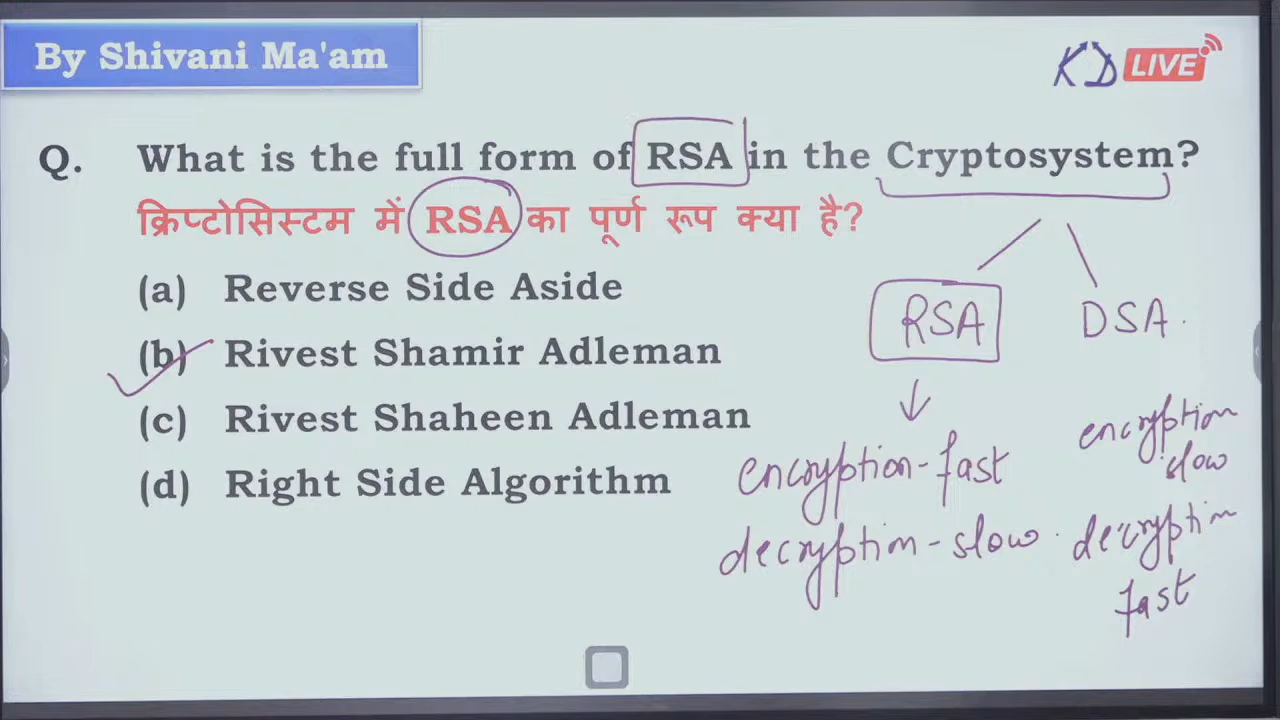 By Shivani Ma'am
KD LIVE
Q. What is the full form of RSA in the Cryptosystem?
क्रिप्टोसिस्टम में RSA का पूर्ण रूप क्या है?
(a) Reverse Side Aside
(b) Rivest Shamir Adleman
(c) Rivest Shaheen Adleman
(d) Right Side Algorithm
RSA
DSA.
encryption-fast
decryption-slow.
encryption
slow
decryption
fast